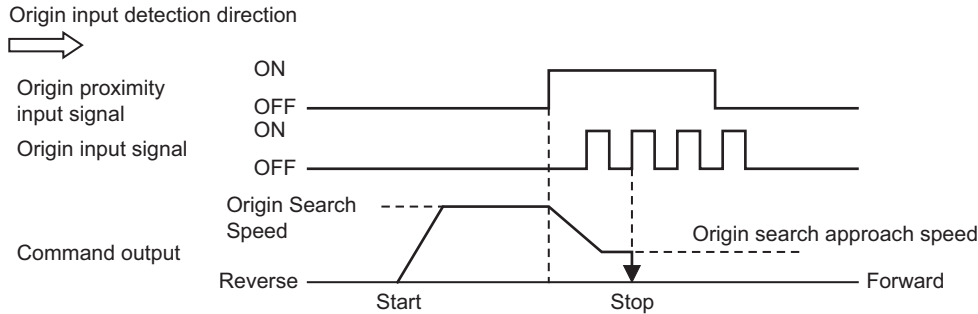 Origin input detection direction
Origin proximity
input signal
ON
OFF
Origin input signal
ON
OFF
Origin Search
Speed
Command output
Origin search approach speed
Reverse
Forward
Start
Stop